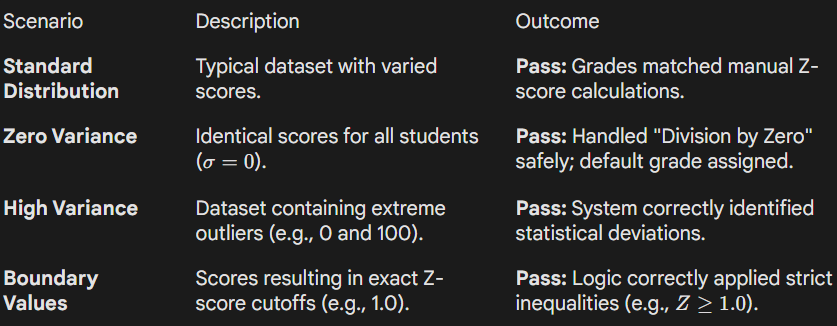 Scenario Description Outcome
Standard Distribution Typical dataset with varied scores. Pass: Grades matched manual Z-score calculations.
Zero Variance Identical scores for all students (σ = 0). Pass: Handled "Division by Zero" safely; default grade assigned.
High Variance Dataset containing extreme outliers (e.g., 0 and 100). Pass: System correctly identified statistical deviations.
Boundary Values Scores resulting in exact Z-score cutoffs (e.g., 1.0). Pass: Logic correctly applied strict inequalities (e.g., Z ≥ 1.0).